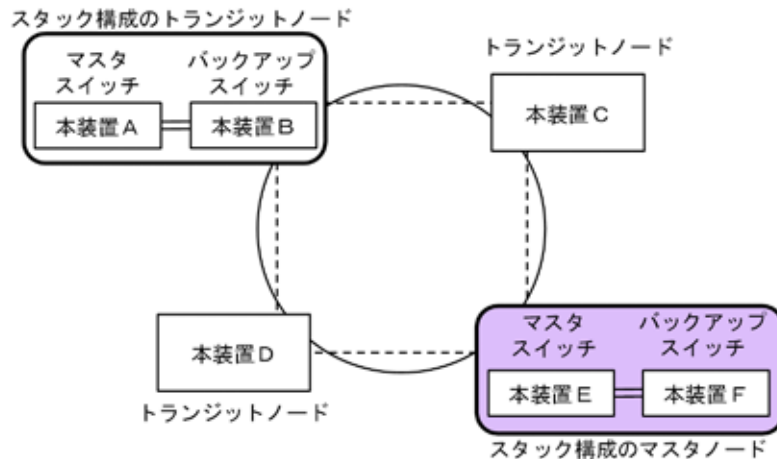 スタック構成のトランジットノード
マスタ
スイッチ
バックアップ
スイッチ
本装置A
本装置B
トランジットノード
本装置C
本装置D
トランジットノード
マスタ
スイッチ
バックアップ
スイッチ
本装置E
本装置F
スタック構成のマスタノード